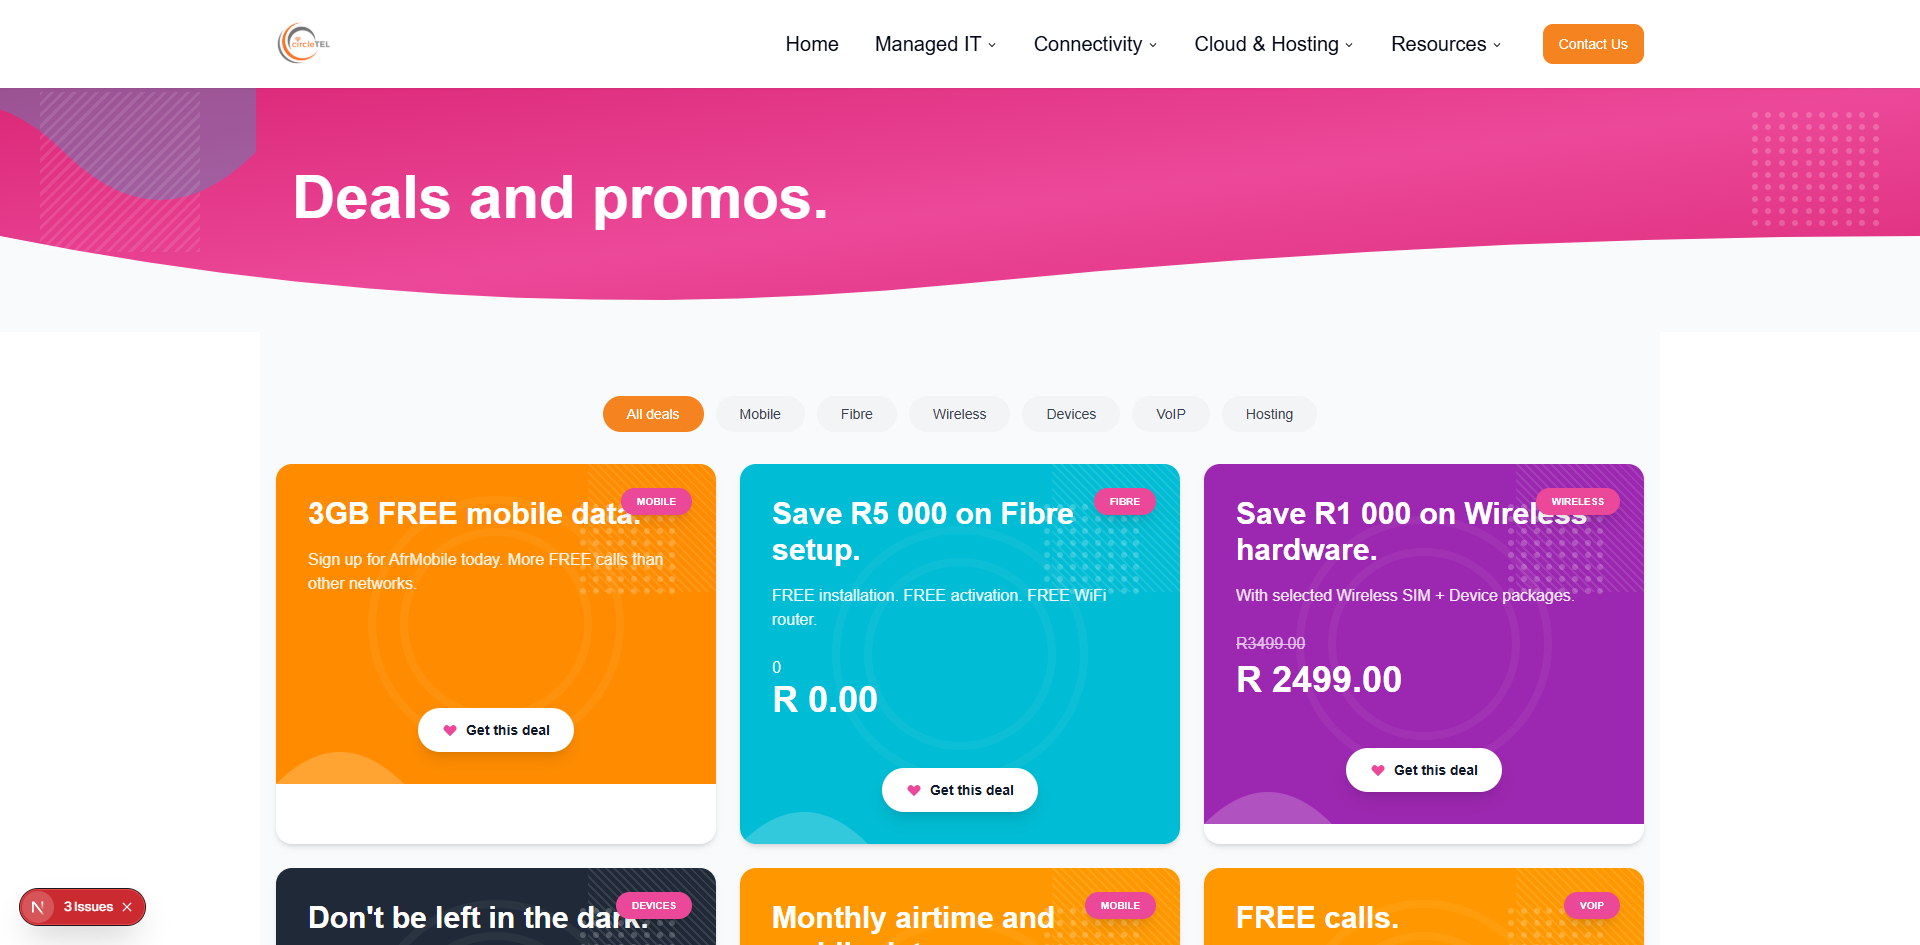 circleTEL
Home
Managed IT
Connectivity
Cloud & Hosting
Resources
Contact Us
Deals and promos.
All deals
Mobile
Fibre
Wireless
Devices
VoIP
Hosting
MOBILE
3GB FREE mobile data.
Sign up for AfrMobile today. More FREE calls than
other networks.
Get this deal
FIBRE
Save R5 000 on Fibre
setup.
FREE installation. FREE activation. FREE WiFi
router.
0
R 0.00
Get this deal
WIRELESS
Save R1 000 on Wireless
hardware.
With selected Wireless SIM + Device packages.
R3499.00
R 2499.00
Get this deal
DEVICES
Don't be left in the dark.
MOBILE
Monthly airtime and
VOIP
FREE calls.
N
3 Issues